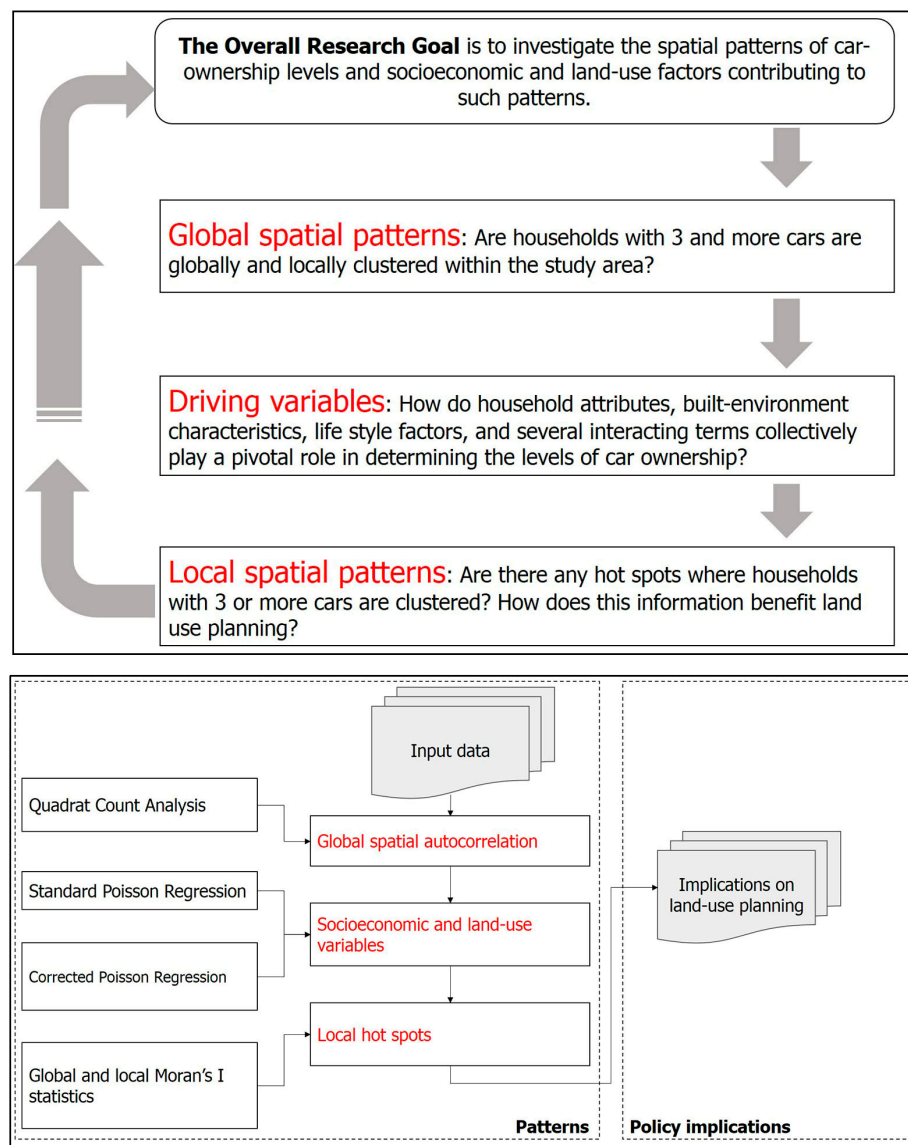 The Overall Research Goal is to investigate the spatial patterns of car-
ownership levels and socioeconomic and land-use factors contributing to
such patterns.
Global spatial patterns: Are households with 3 and more cars are
globally and locally clustered within the study area?
Driving variables: How do household attributes, built-environment
characteristics, life style factors, and several interacting terms collectively
play a pivotal role in determining the levels of car ownership?
Local spatial patterns: Are there any hot spots where households
with 3 or more cars are clustered? How does this information benefit land
use planning?
Input data
Quadrat Count Analysis
Global spatial autocorrelation
Standard Poisson Regression
Socioeconomic and land-use
variables
Corrected Poisson Regression
Local hot spots
Global and local Moran’s I
statistics
Patterns
Implications on
land-use planning
Policy implications